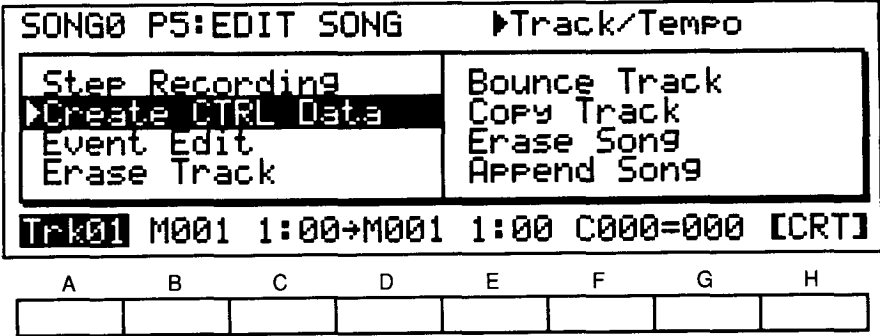 SONG0 P5:EDIT SONG ▶Track/Tempo
Step Recording
▶Create CTRL Data
Event Edit
Erase Track
Bounce Track
Copy Track
Erase Song
Append Song
Trk01 M001 1:00→M001 1:00 C000=000 [CRT]
A B C D E F G H